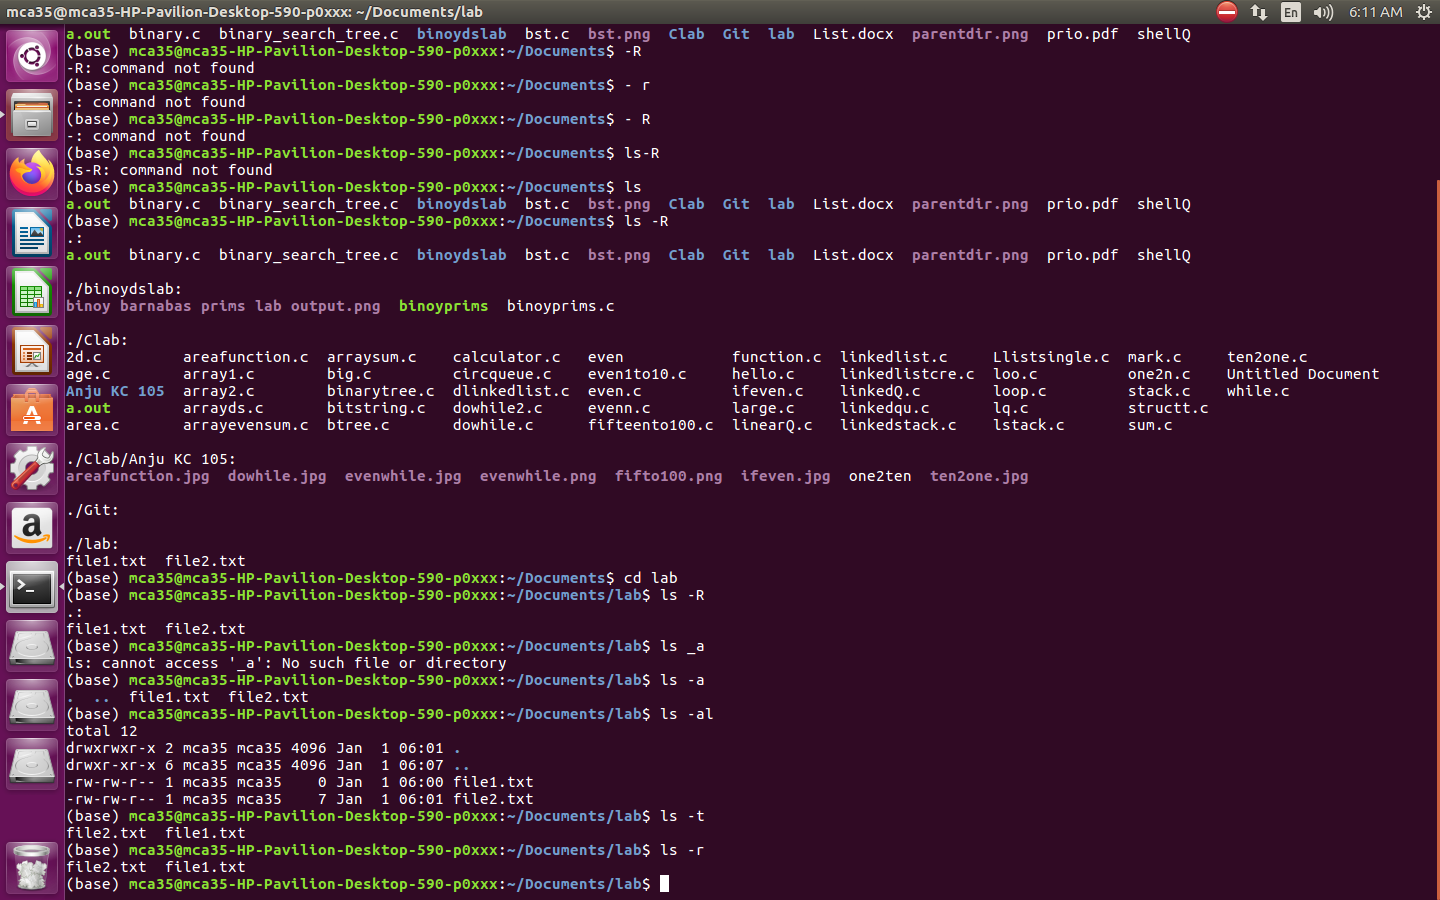 mca35@mca35-HP-Pavilion-Desktop-590-p0xxx: ~/Documents/lab En 6:11 AM
a.out binary.c binary_search_tree.c binoydslab bst.c bst.png Clab Git lab List.docx parentdir.png prio.pdf shellQ
(base) mca35@mca35-HP-Pavilion-Desktop-590-p0xxx:~/Documents$ -R
-R: command not found
(base) mca35@mca35-HP-Pavilion-Desktop-590-p0xxx:~/Documents$ - r
-: command not found
(base) mca35@mca35-HP-Pavilion-Desktop-590-p0xxx:~/Documents$ - R
-: command not found
(base) mca35@mca35-HP-Pavilion-Desktop-590-p0xxx:~/Documents$ ls-R
ls-R: command not found
(base) mca35@mca35-HP-Pavilion-Desktop-590-p0xxx:~/Documents$ ls
a.out binary.c binary_search_tree.c binoydslab bst.c bst.png Clab Git lab List.docx parentdir.png prio.pdf shellQ
(base) mca35@mca35-HP-Pavilion-Desktop-590-p0xxx:~/Documents$ ls -R
.:
a.out binary.c binary_search_tree.c binoydslab bst.c bst.png Clab Git lab List.docx parentdir.png prio.pdf shellQ
./binoydslab:
binoy barnabas prims lab output.png binoyprims binoyprims.c
./Clab:
2d.c areafunction.c arraysum.c calculator.c even function.c linkedlist.c Llistsingle.c mark.c ten2one.c
age.c array1.c big.c circqueue.c even1to10.c hello.c linkedlistcre.c loo.c one2n.c Untitled Document
Anju KC 105 array2.c binarytree.c dlinkedlist.c even.c ifeven.c linkedQ.c loop.c stack.c while.c
a.out arrayds.c bitstring.c dowhile2.c evenn.c large.c linkedqu.c lq.c structt.c
area.c arrayevensum.c btree.c dowhile.c fifteento100.c linearQ.c linkedstack.c lstack.c sum.c
./Clab/Anju KC 105:
areafunction.jpg dowhile.jpg evenwhile.jpg evenwhile.png fifto100.png ifeven.jpg one2ten ten2one.jpg
./Git:
./lab:
file1.txt file2.txt
(base) mca35@mca35-HP-Pavilion-Desktop-590-p0xxx:~/Documents$ cd lab
(base) mca35@mca35-HP-Pavilion-Desktop-590-p0xxx:~/Documents/lab$ ls -R
.:
file1.txt file2.txt
(base) mca35@mca35-HP-Pavilion-Desktop-590-p0xxx:~/Documents/lab$ ls _a
ls: cannot access '_a': No such file or directory
(base) mca35@mca35-HP-Pavilion-Desktop-590-p0xxx:~/Documents/lab$ ls -a
. .. file1.txt file2.txt
(base) mca35@mca35-HP-Pavilion-Desktop-590-p0xxx:~/Documents/lab$ ls -al
total 12
drwxrwxr-x 2 mca35 mca35 4096 Jan 1 06:01 .
drwxr-xr-x 6 mca35 mca35 4096 Jan 1 06:07 ..
-rw-rw-r-- 1 mca35 mca35 0 Jan 1 06:00 file1.txt
-rw-rw-r-- 1 mca35 mca35 7 Jan 1 06:01 file2.txt
(base) mca35@mca35-HP-Pavilion-Desktop-590-p0xxx:~/Documents/lab$ ls -t
file2.txt file1.txt
(base) mca35@mca35-HP-Pavilion-Desktop-590-p0xxx:~/Documents/lab$ ls -r
file2.txt file1.txt
(base) mca35@mca35-HP-Pavilion-Desktop-590-p0xxx:~/Documents/lab$